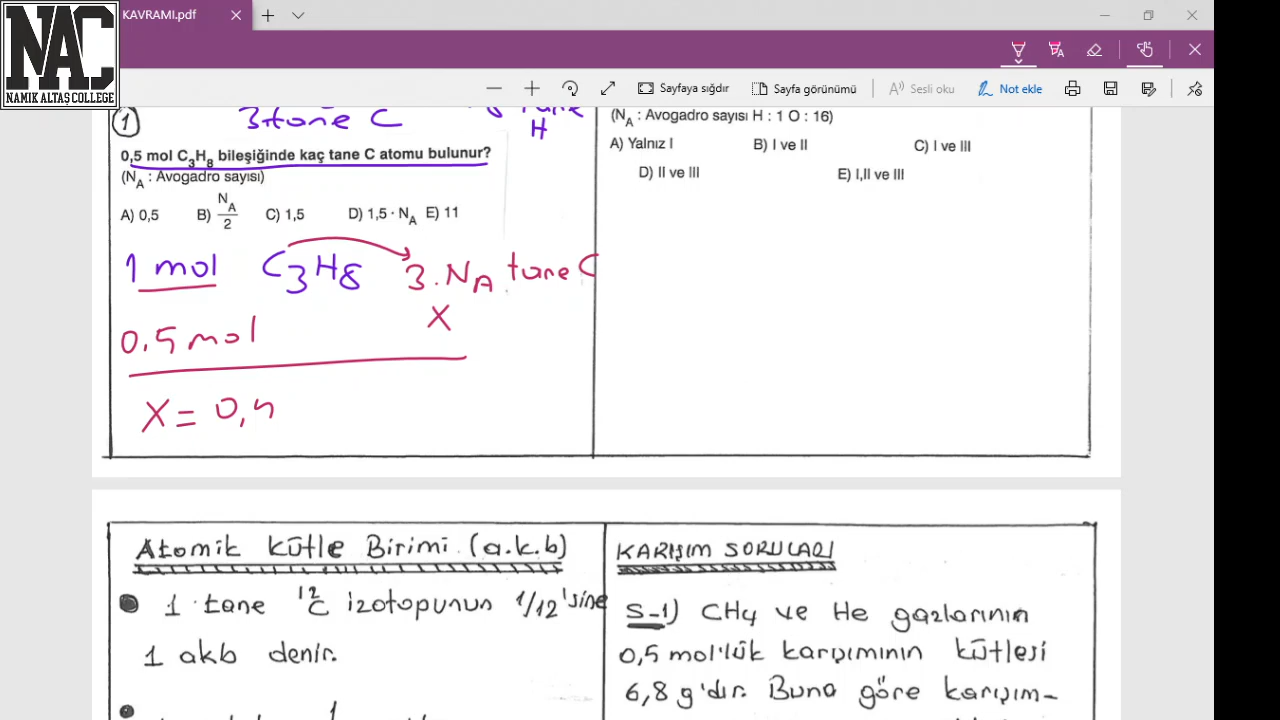 NAC
NAMIK ALTAŞ COLLEGE
KAVRAMI.pdf
Sayfaya sığdır
Sayfa görünümü
Sesli oku
Not ekle
1
3 tane C
H
0,5 mol C3H8 bileşiğinde kaç tane C atomu bulunur?
(NA : Avogadro sayısı)
A) 0,5 B) NA/2 C) 1,5 D) 1,5 · NA E) 11
1 mol C3H8 3.NA tane C
0,5 mol X
X = 0,5
(NA : Avogadro sayısı H : 1 O : 16)
A) Yalnız I B) I ve II C) I ve III
D) II ve III E) I,II ve III
Atomik Kütle Birimi (a.k.b)
1 tane 12C izotopunun 1/12'sine
1 akb denir.
KARIŞIM SORULARI
S-1) CH4 ve He gazlarının
0,5 mol'lük karışımının kütlesi
6,8 g'dır. Buna göre karışım-